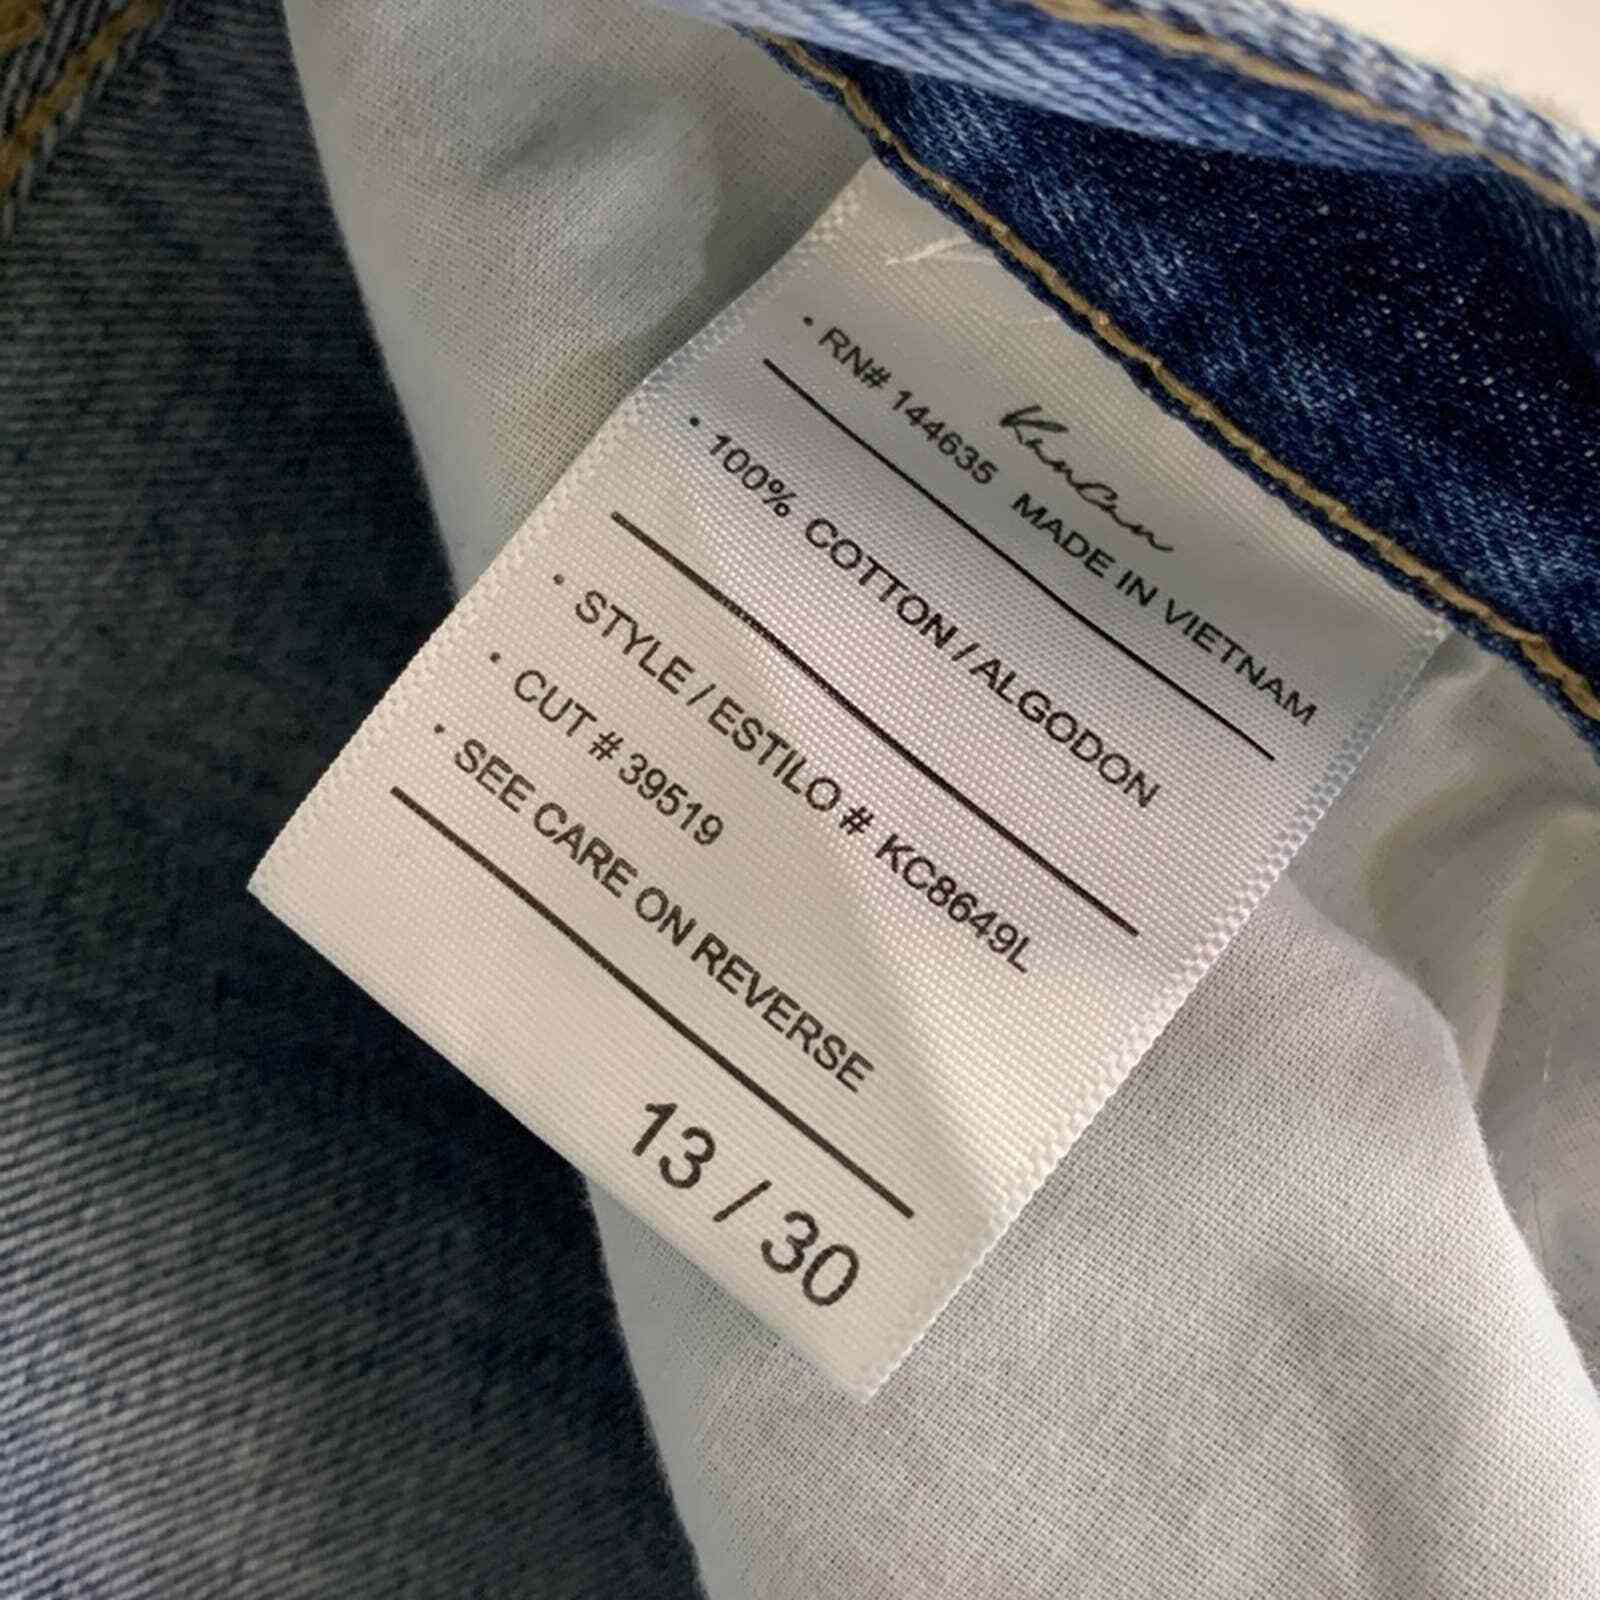 KanCan
• RN# 144635 MADE IN VIETNAM
• 100% COTTON / ALGODON
• STYLE / ESTILO # KC8649L
• CUT # 39519
• SEE CARE ON REVERSE
13 / 30